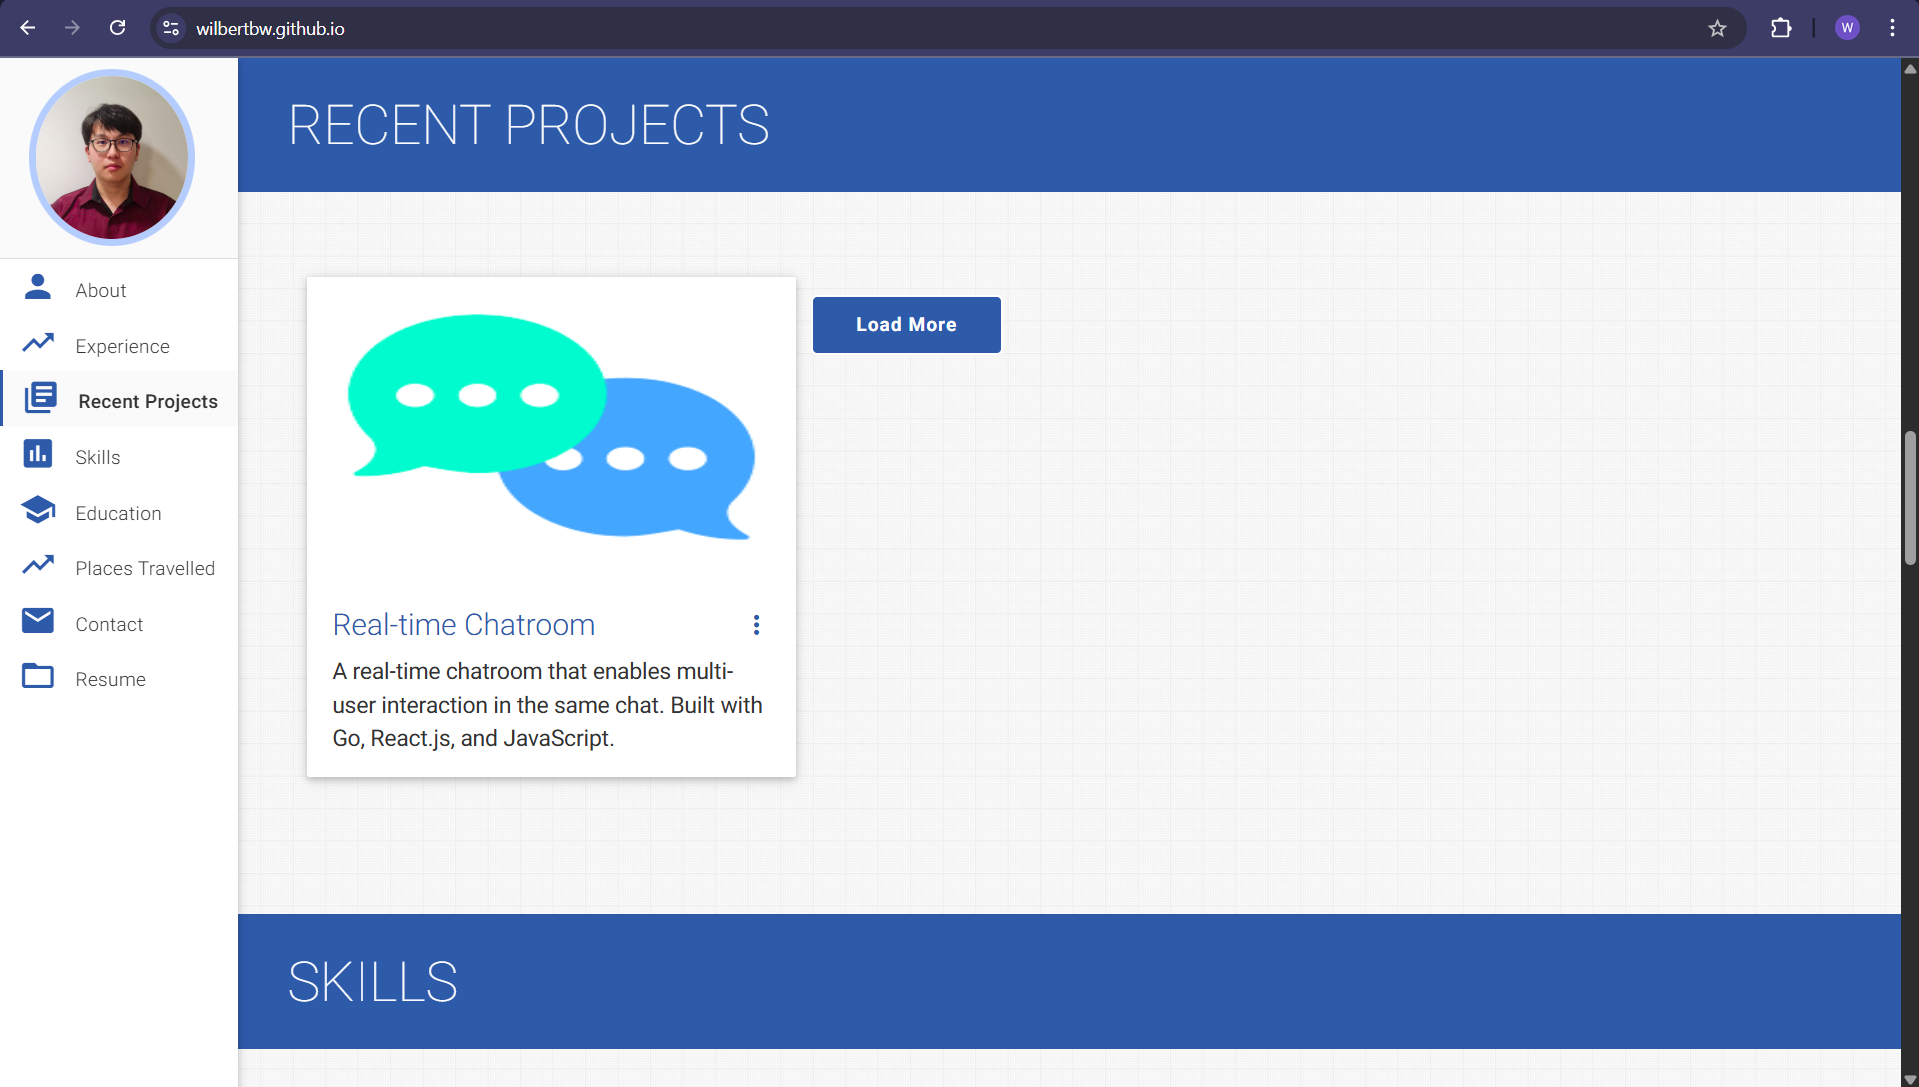 wilbertbw.github.io
W
About
Experience
Recent Projects
Skills
Education
Places Travelled
Contact
Resume
RECENT PROJECTS
Load More
Real-time Chatroom
A real-time chatroom that enables multi-
user interaction in the same chat. Built with
Go, React.js, and JavaScript.
SKILLS